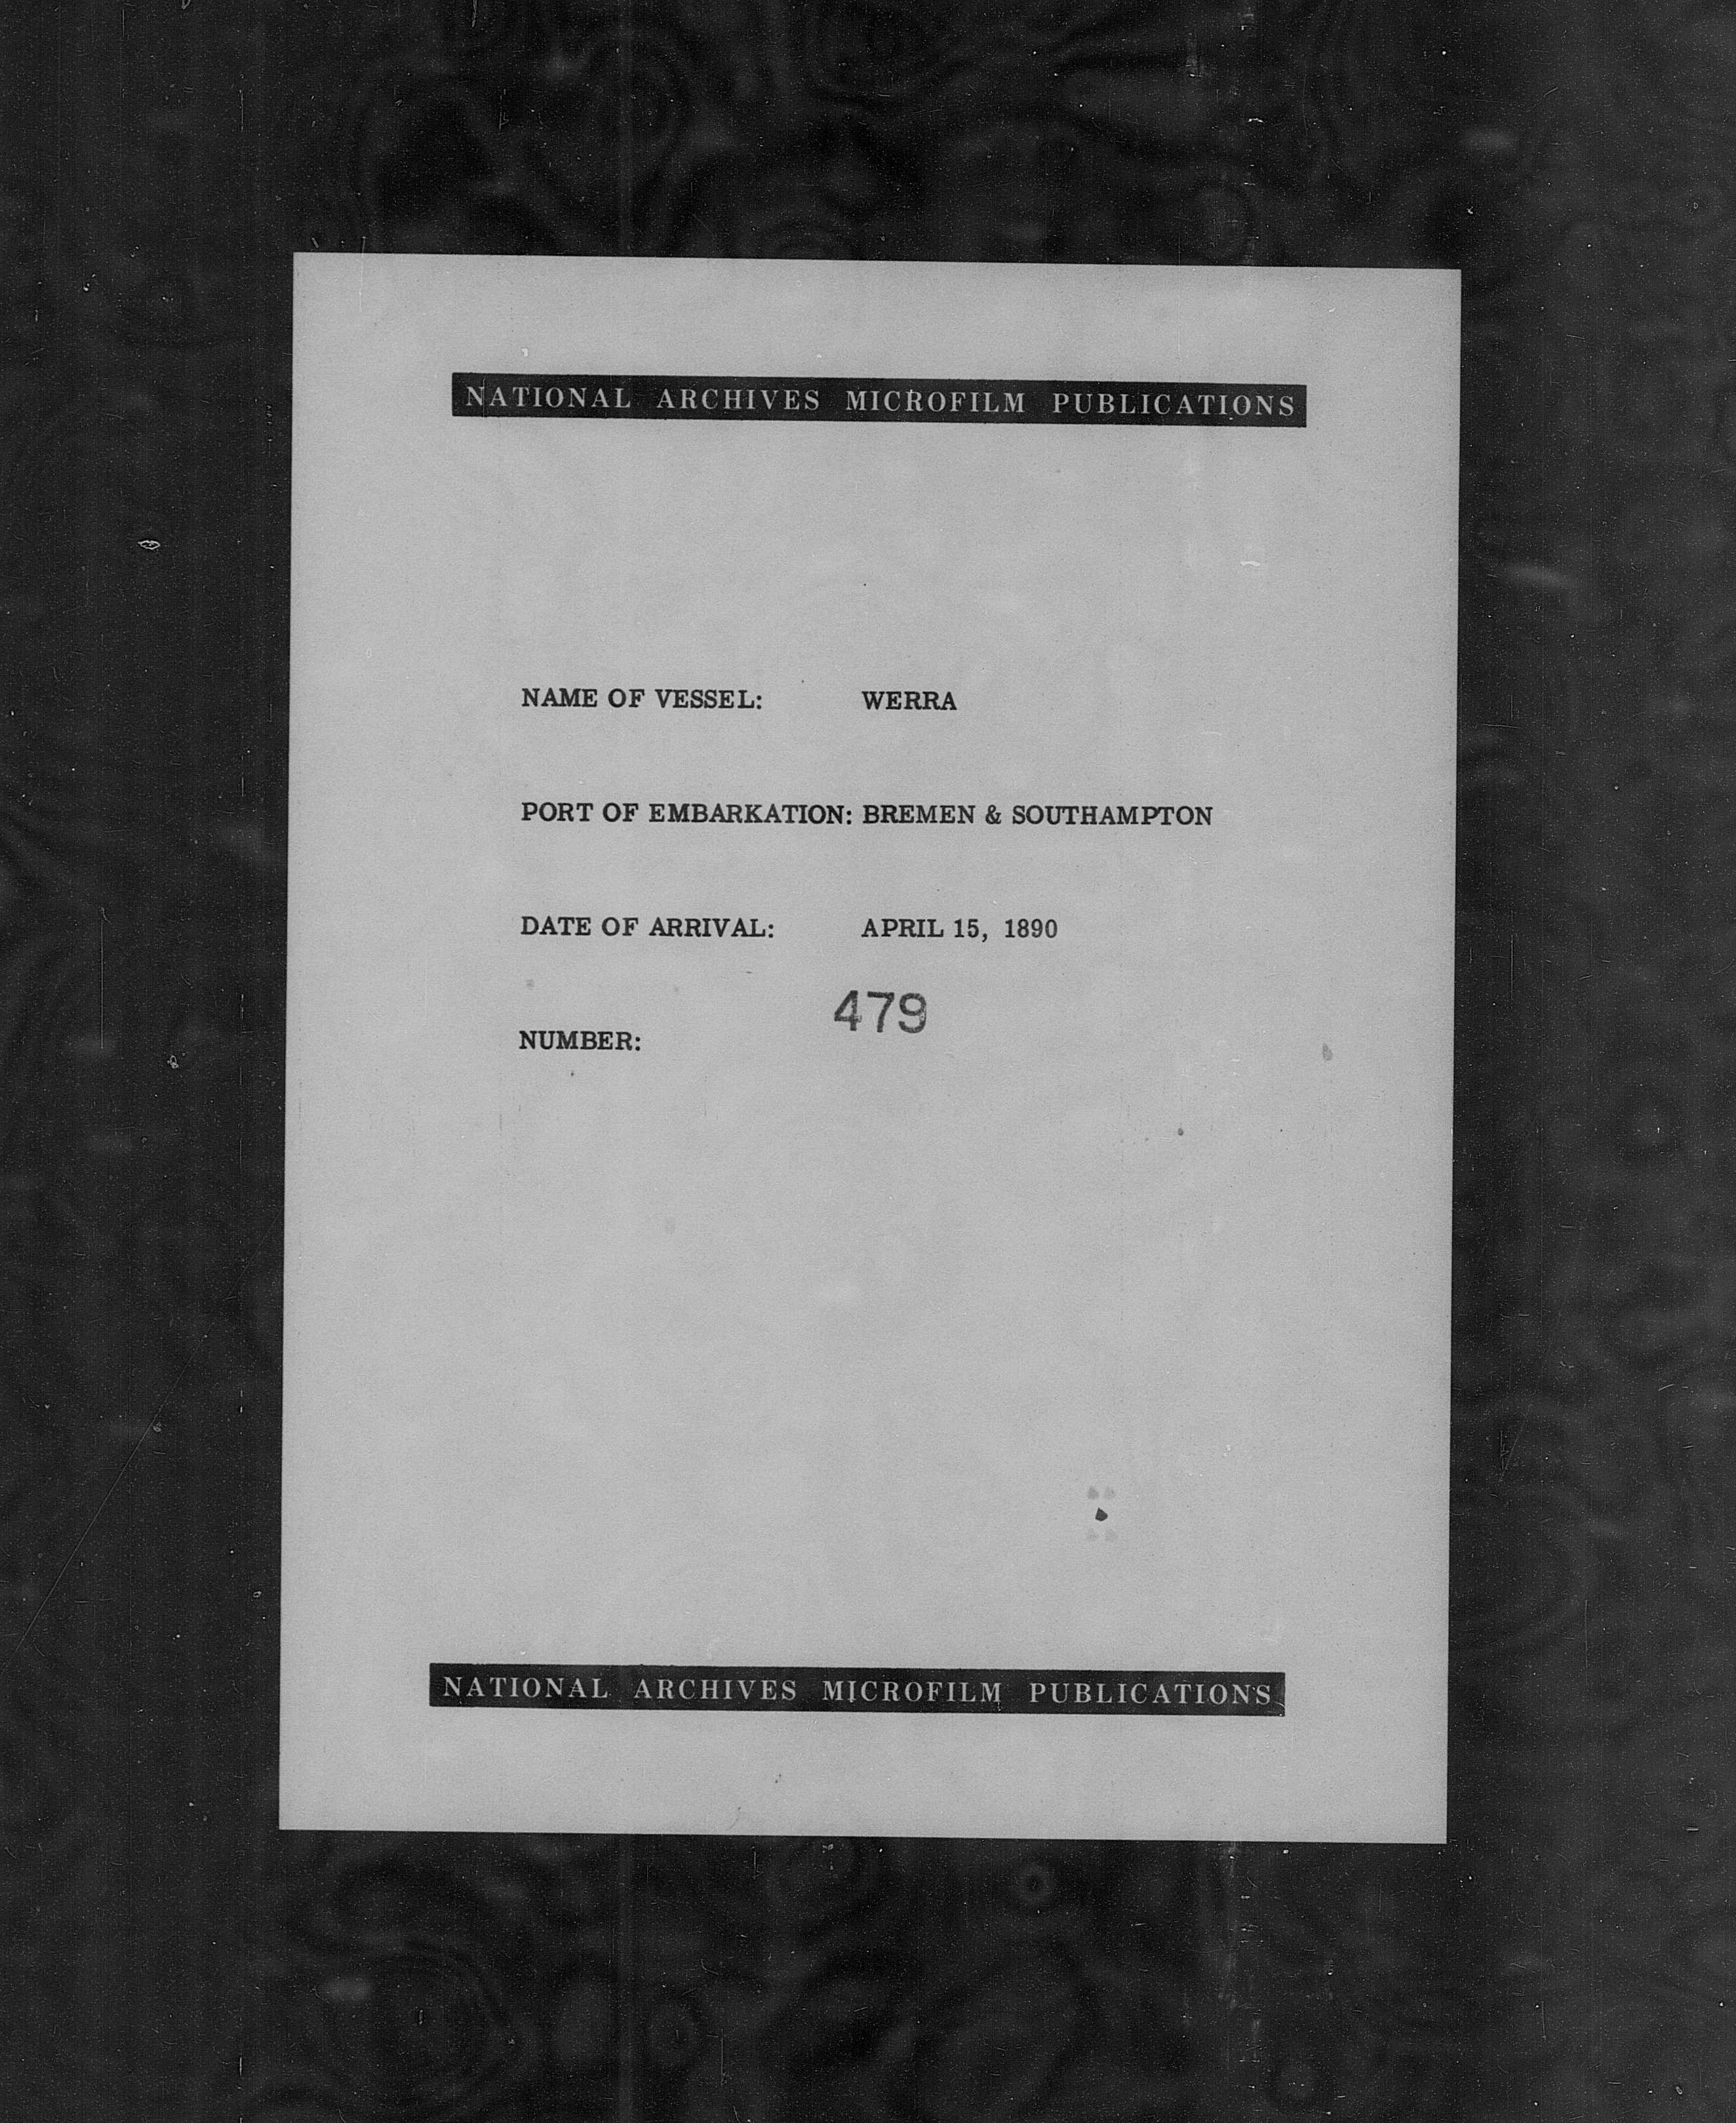 NATIONAL ARCHIVES MICROFILM PUBLICATIONS
NAME OF VESSEL: WERRA
PORT OF EMBARKATION: BREMEN & SOUTHAMPTON
DATE OF ARRIVAL: APRIL 15, 1890
NUMBER: 479
NATIONAL ARCHIVES MICROFILM PUBLICATIONS